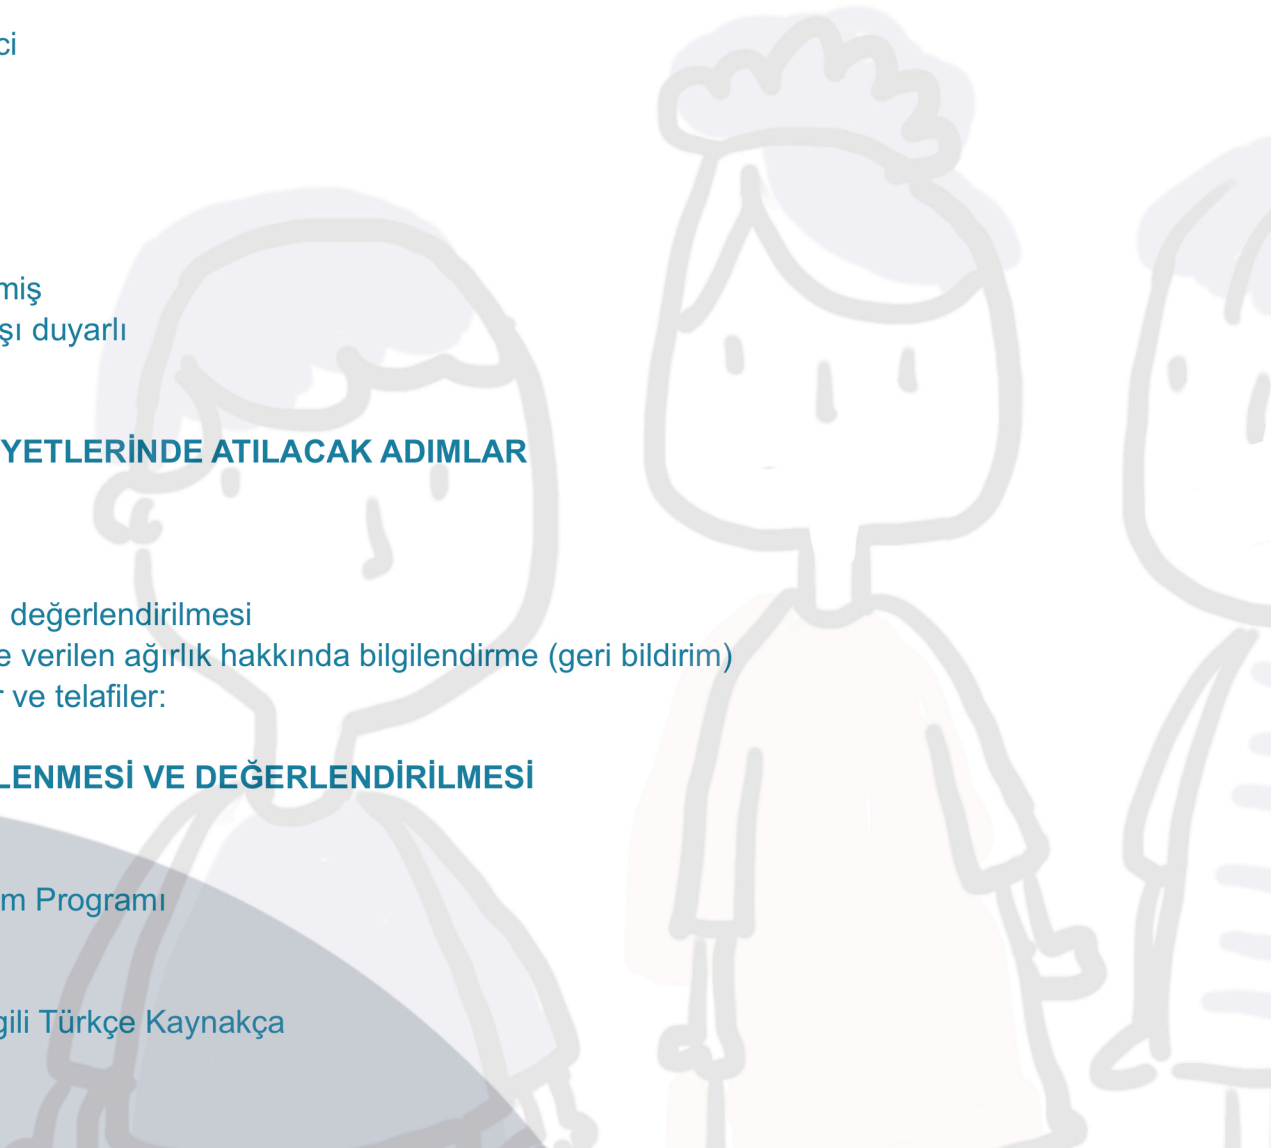 ci
miş
şı duyarlı
YETLERİNDE ATILACAK ADIMLAR
değerlendirilmesi
e verilen ağırlık hakkında bilgilendirme (geri bildirim)
r ve telafiler:
LENMESİ VE DEĞERLENDİRİLMESİ
m Programı
gili Türkçe Kaynakça